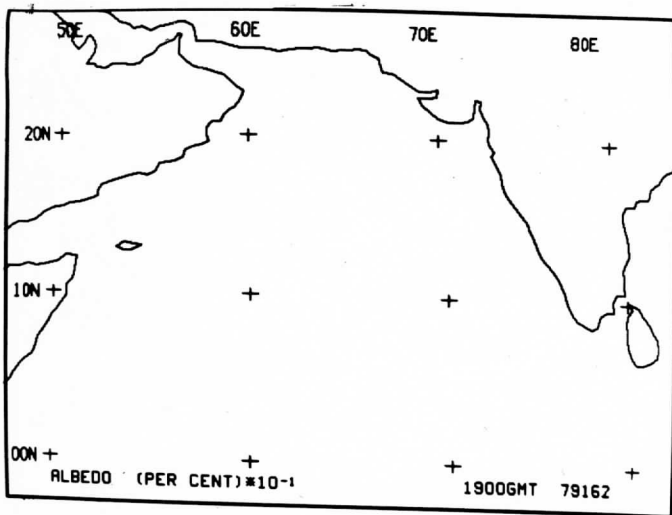 50E 60E 70E 80E
20N
10N
00N
ALBEDO (PER CENT)*10-1
1900GMT 79162